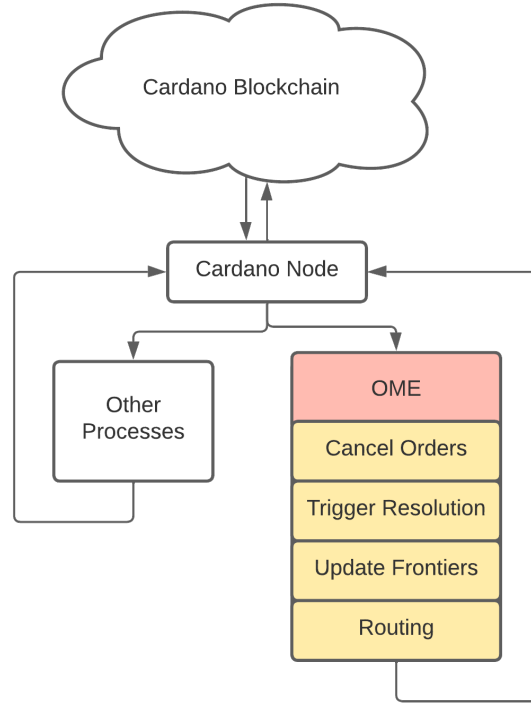 Cardano Blockchain
Cardano Node
Other
Processes
OME
Cancel Orders
Trigger Resolution
Update Frontiers
Routing